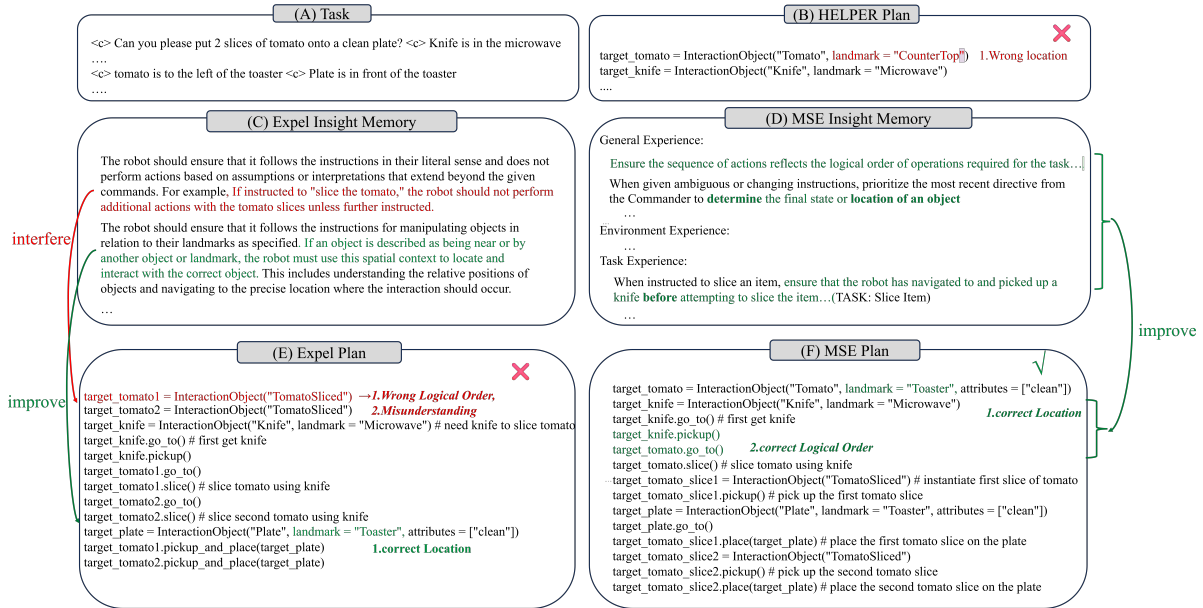 (A) Task
<c> Can you please put 2 slices of tomato onto a clean plate? <c> Knife is in the microwave
....
<c> tomato is to the left of the toaster <c> Plate is in front of the toaster
....
(B) HELPER Plan
target_tomato = InteractionObject("Tomato", landmark = "CounterTop") 1.Wrong location
target_knife = InteractionObject("Knife", landmark = "Microwave")
....
(C) Expel Insight Memory
The robot should ensure that it follows the instructions in their literal sense and does not
perform actions based on assumptions or interpretations that extend beyond the given
commands. For example, If instructed to "slice the tomato," the robot should not perform
additional actions with the tomato slices unless further instructed.
The robot should ensure that it follows the instructions for manipulating objects in
relation to their landmarks as specified. If an object is described as being near or by
another object or landmark, the robot must use this spatial context to locate and
interact with the correct object. This includes understanding the relative positions of
objects and navigating to the precise location where the interaction should occur.
…
interfere
improve
(D) MSE Insight Memory
General Experience:
Ensure the sequence of actions reflects the logical order of operations required for the task…
When given ambiguous or changing instructions, prioritize the most recent directive from
the Commander to determine the final state or location of an object
…
Environment Experience:
…
Task Experience:
When instructed to slice an item, ensure that the robot has navigated to and picked up a
knife before attempting to slice the item…(TASK: Slice Item)
…
improve
(E) Expel Plan
target_tomato1 = InteractionObject("TomatoSliced") →1.Wrong Logical Order,
target_tomato2 = InteractionObject("TomatoSliced") 2.Misunderstanding
target_knife = InteractionObject("Knife", landmark = "Microwave") # need knife to slice tomato
target_knife.go_to() # first get knife
target_knife.pickup()
target_tomato1.go_to()
target_tomato1.slice() # slice tomato using knife
target_tomato2.go_to()
target_tomato2.slice() # slice second tomato using knife
target_plate = InteractionObject("Plate", landmark = "Toaster", attributes = ["clean"])
target_tomato1.pickup_and_place(target_plate) 1.correct Location
target_tomato2.pickup_and_place(target_plate)
(F) MSE Plan
√
target_tomato = InteractionObject("Tomato", landmark = "Toaster", attributes = ["clean"])
target_knife = InteractionObject("Knife", landmark = "Microwave")
1.correct Location
target_knife.go_to() # first get knife
target_knife.pickup()
target_tomato.go_to() 2.correct Logical Order
target_tomato.slice() # slice tomato using knife
target_tomato_slice1 = InteractionObject("TomatoSliced") # instantiate first slice of tomato
target_tomato_slice1.pickup() # pick up the first tomato slice
target_plate = InteractionObject("Plate", landmark = "Toaster", attributes = ["clean"])
target_plate.go_to()
target_tomato_slice1.place(target_plate) # place the first tomato slice on the plate
target_tomato_slice2 = InteractionObject("TomatoSliced")
target_tomato_slice2.pickup() # pick up the second tomato slice
target_tomato_slice2.place(target_plate) # place the second tomato slice on the plate